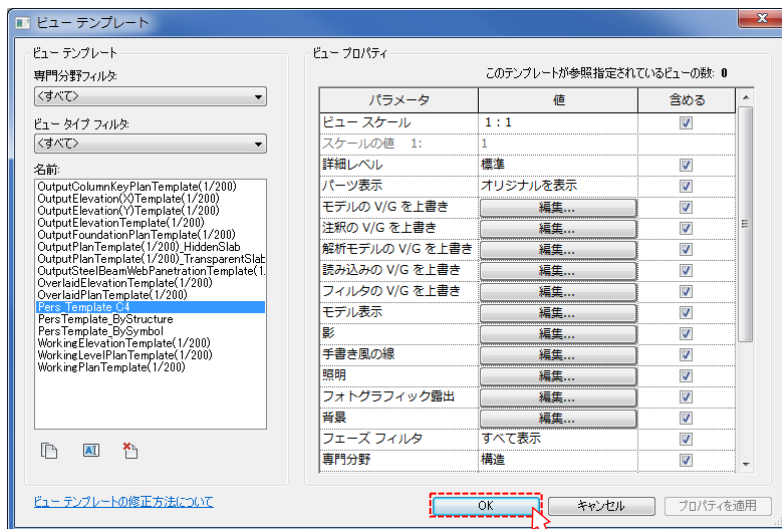 ビュー テンプレート
ビュー テンプレート
専門分野フィルタ:
<すべて>
ビュー タイプ フィルタ:
<すべて>
名前:
OutputColumnKeyPlanTemplate(1/200)
OutputElevation(X)Template(1/200)
OutputElevation(Y)Template(1/200)
OutputElevationTemplate(1/200)
OutputFoundationPlanTemplate(1/200)
OutputPlanTemplate(1/200)_HiddenSlab
OutputPlanTemplate(1/200)_TransparentSlab
OutputSteelBeamWebPanetrationTemplate(1.
OverlaidElevationTemplate(1/200)
OverlaidPlanTemplate(1/200)
Pers_Template_C4
PersTemplate_ByStructure
PersTemplate_BySymbol
WorkingElevationTemplate(1/200)
WorkingLevelPlanTemplate(1/200)
WorkingPlanTemplate(1/200)
AI
ビュー テンプレートの修正方法について
ビュー プロパティ
このテンプレートが参照指定されているビューの数: 0
パラメータ 値 含める
ビュー スケール 1:1
スケールの値 1: 1
詳細レベル 標準
パーツ表示 オリジナルを表示
モデルの V/G を上書き 編集...
注釈の V/G を上書き 編集...
解析モデルの V/G を上書き 編集...
読み込みの V/G を上書き 編集...
フィルタの V/G を上書き 編集...
モデル表示 編集...
影 編集...
手書き風の線 編集...
照明 編集...
フォトグラフィック露出 編集...
背景 編集...
フェーズ フィルタ すべて表示
専門分野 構造
OK キャンセル プロパティを適用